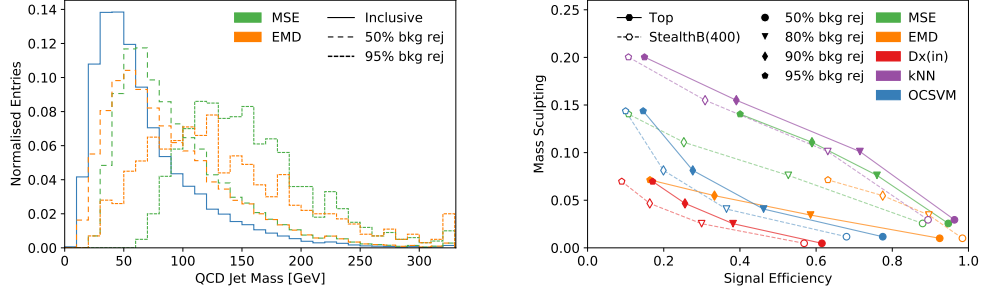 Normalised Entries
0.14
0.12
0.10
0.08
0.06
0.04
0.02
0.00
0
50
100
150
200
250
300
QCD Jet Mass [GeV]
MSE
EMD
Inclusive
50% bkg rej
95% bkg rej
Mass Sculpting
0.25
0.20
0.15
0.10
0.05
0.00
0.0
0.2
0.4
0.6
0.8
1.0
Signal Efficiency
Top
StealthB(400)
50% bkg rej
80% bkg rej
90% bkg rej
95% bkg rej
MSE
EMD
Dx(in)
kNN
OCSVM